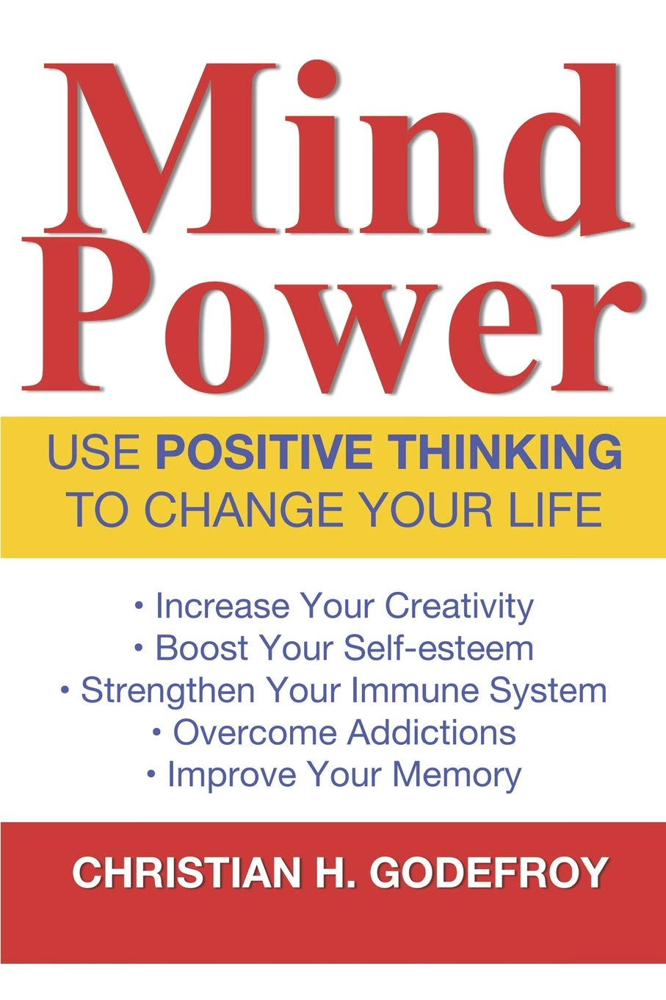 Mind
Power
USE POSITIVE THINKING
TO CHANGE YOUR LIFE
• Increase Your Creativity
• Boost Your Self-esteem
• Strengthen Your Immune System
• Overcome Addictions
• Improve Your Memory
CHRISTIAN H. GODEFROY